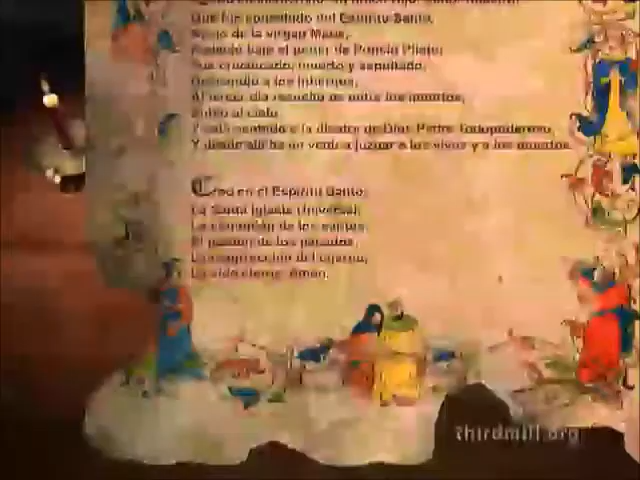 Que fue concebido del Espíritu Santo,
Nació de la virgen María,
Padeció bajo el poder de Poncio Pilato;
Fue crucificado, muerto y sepultado;
Descendió a los infiernos;
Al tercer día resucitó de entre los muertos;
Subió al cielo,
Y está sentado a la diestra de Dios Padre Todopoderoso,
Y desde allí ha de venir a juzgar a los vivos y a los muertos.
Creo en el Espíritu Santo,
La Santa Iglesia Universal,
La comunión de los santos,
El perdón de los pecados,
La resurrección del cuerpo,
La vida eterna. Amén.
thirdmill.org